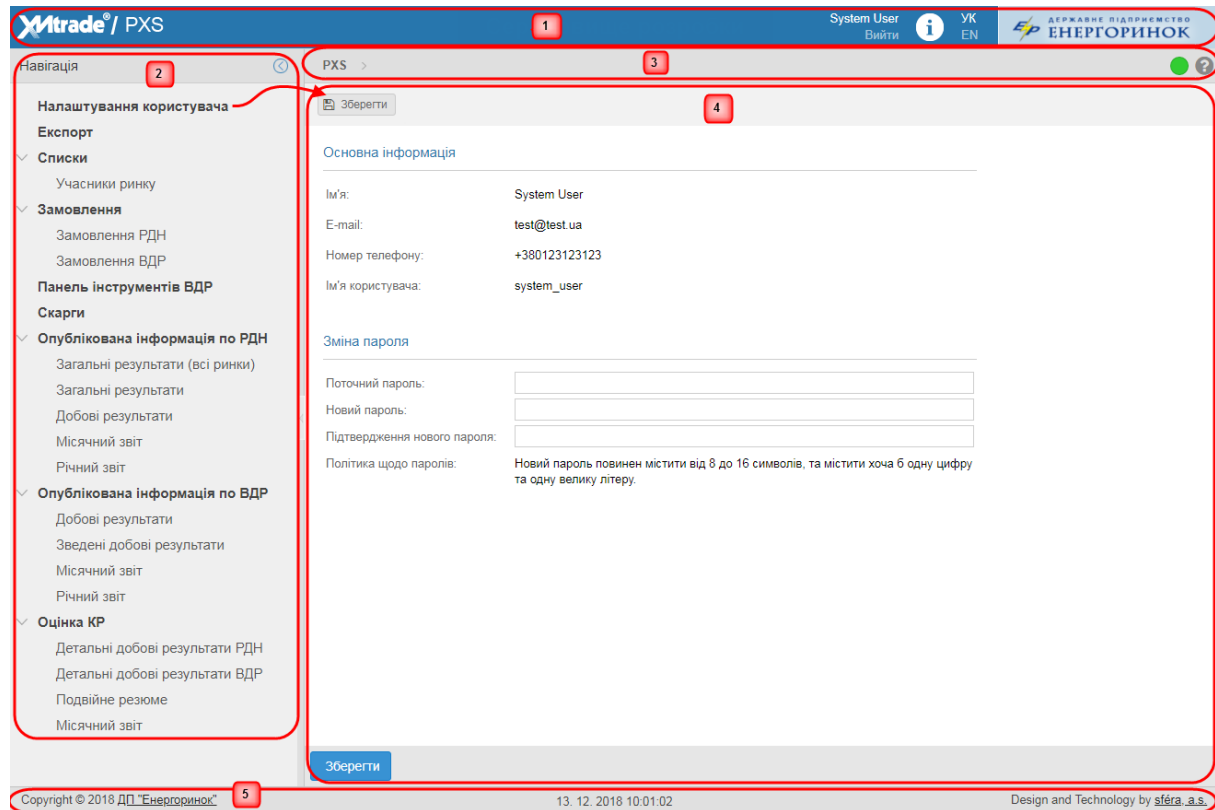 XMtrade®/ PXS
1
System User
Вийти
i
УК
EN
ДЕРЖАВНЕ ПІДПРИЄМСТВО
ЕНЕРГОРИНОК
Навігація
2
PXS >
3
?
Налаштування користувача
Експорт
Списки
Учасники ринку
Замовлення
Замовлення РДН
Замовлення ВДР
Панель інструментів ВДР
Скарги
Опублікована інформація по РДН
Загальні результати (всі ринки)
Загальні результати
Добові результати
Місячний звіт
Річний звіт
Опублікована інформація по ВДР
Добові результати
Зведені добові результати
Місячний звіт
Річний звіт
Оцінка КР
Детальні добові результати РДН
Детальні добові результати ВДР
Подвійне резюме
Місячний звіт
Зберегти
4
Основна інформація
Ім'я: System User
E-mail: test@test.ua
Номер телефону: +380123123123
Ім'я користувача: system_user
Зміна пароля
Поточний пароль:
Новий пароль:
Підтвердження нового пароля:
Політика щодо паролів: Новий пароль повинен містити від 8 до 16 символів, та містити хоча б одну цифру
та одну велику літеру.
Зберегти
Copyright © 2018 ДП "Енергоринок"
5
13. 12. 2018 10:01:02
Design and Technology by sféra, a.s.